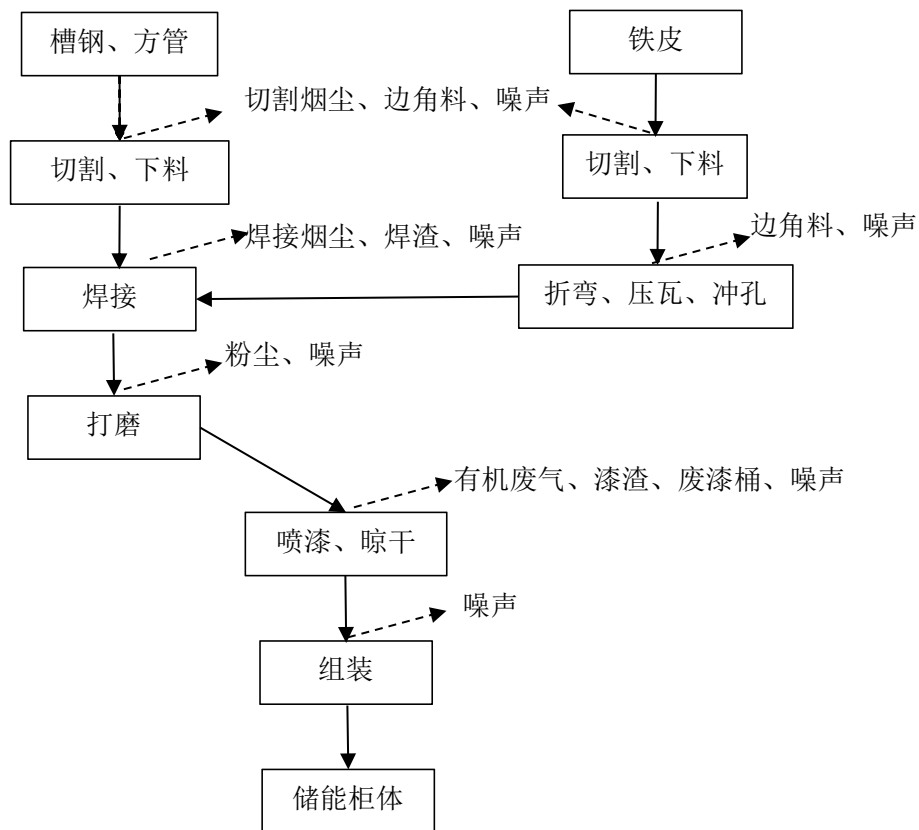 槽钢、方管
铁皮
切割烟尘、边角料、噪声
切割、下料
切割、下料
焊接烟尘、焊渣、噪声
边角料、噪声
焊接
折弯、压瓦、冲孔
粉尘、噪声
打磨
有机废气、漆渣、废漆桶、噪声
喷漆、晾干
噪声
组装
储能柜体